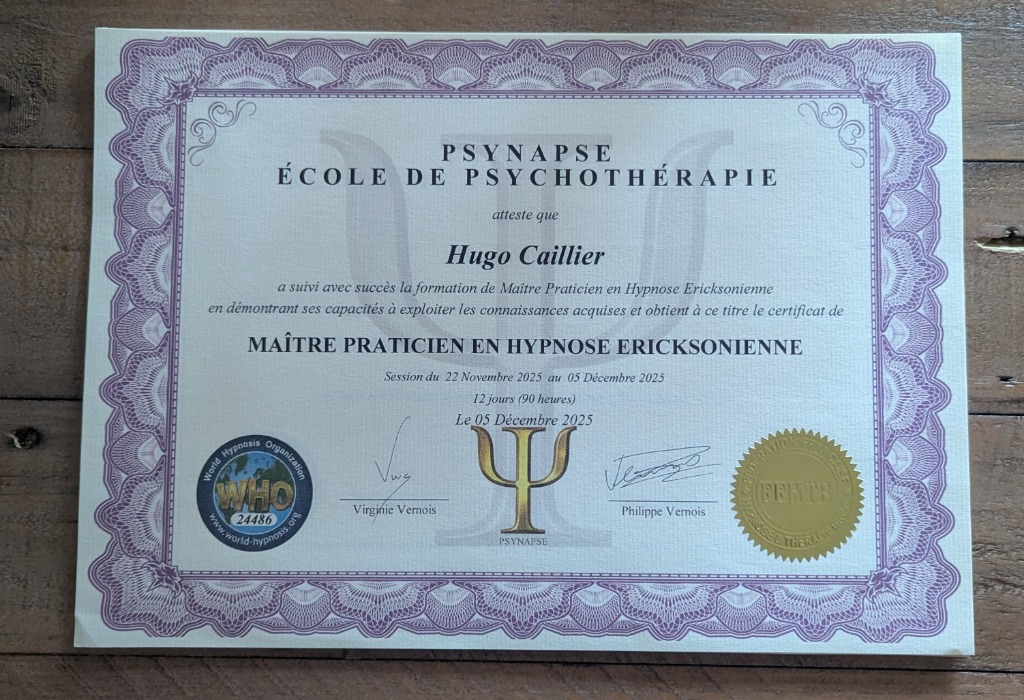 PSYNAPSE
ÉCOLE DE PSYCHOTHÉRAPIE
atteste que
Hugo Caillier
a suivi avec succès la formation de Maître Praticien en Hypnose Ericksonienne
en démontrant ses capacités à exploiter les connaissances acquises et obtient à ce titre le certificat de
MAÎTRE PRATICIEN EN HYPNOSE ERICKSONIENNE
Session du 22 Novembre 2025 au 05 Décembre 2025
12 jours (90 heures)
Le 05 Décembre 2025
World Hypnosis Organization
WHO
24486
www.world-hypnosis.org
Virginie Vernois
PSYNAPSE
Philippe Vernois